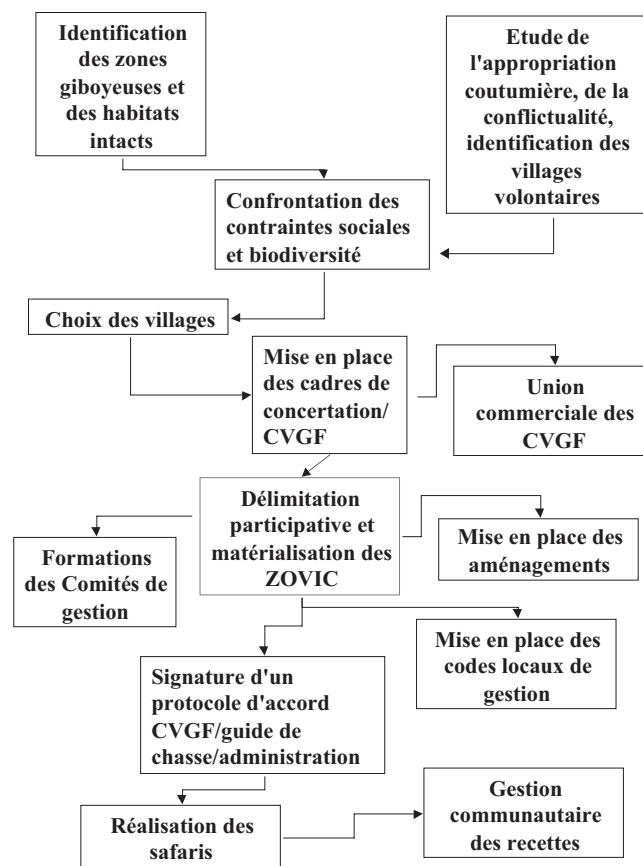 Identification
des zones
giboyeuses et
des habitats
intacts
Etude de
l'appropriation
coutumière, de la
conflictualité,
identification des
villages
volontaires
Confrontation des
contraintes sociales
et biodiversité
Choix des villages
Mise en place
des cadres de
concertation/
CVGF
Union
commerciale des
CVGF
Délimitation
participative et
matérialisation des
ZOVIC
Formations
des Comités de
gestion
Mise en place des
aménagements
Mise en place des
codes locaux de
gestion
Signature d'un
protocole d'accord
CVGF/guide de
chasse/administration
Réalisation des
safaris
Gestion
communautaire
des recettes